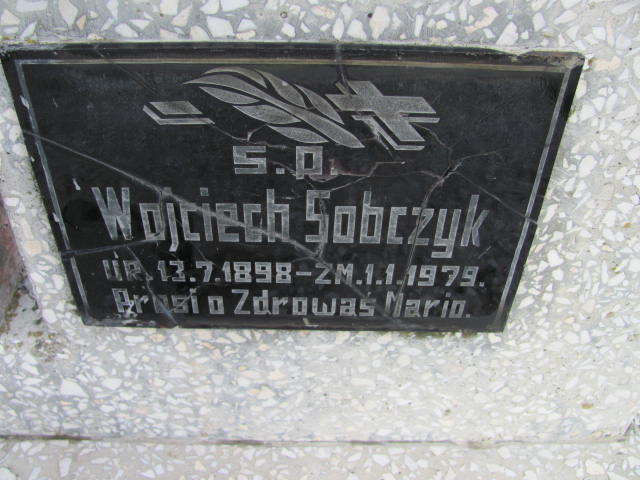 Ś.P.
Wojciech Sobczyk
UR. 13.7.1898 - ZM. 1.1.1979.
Prosi o Zdrowaś Mario.